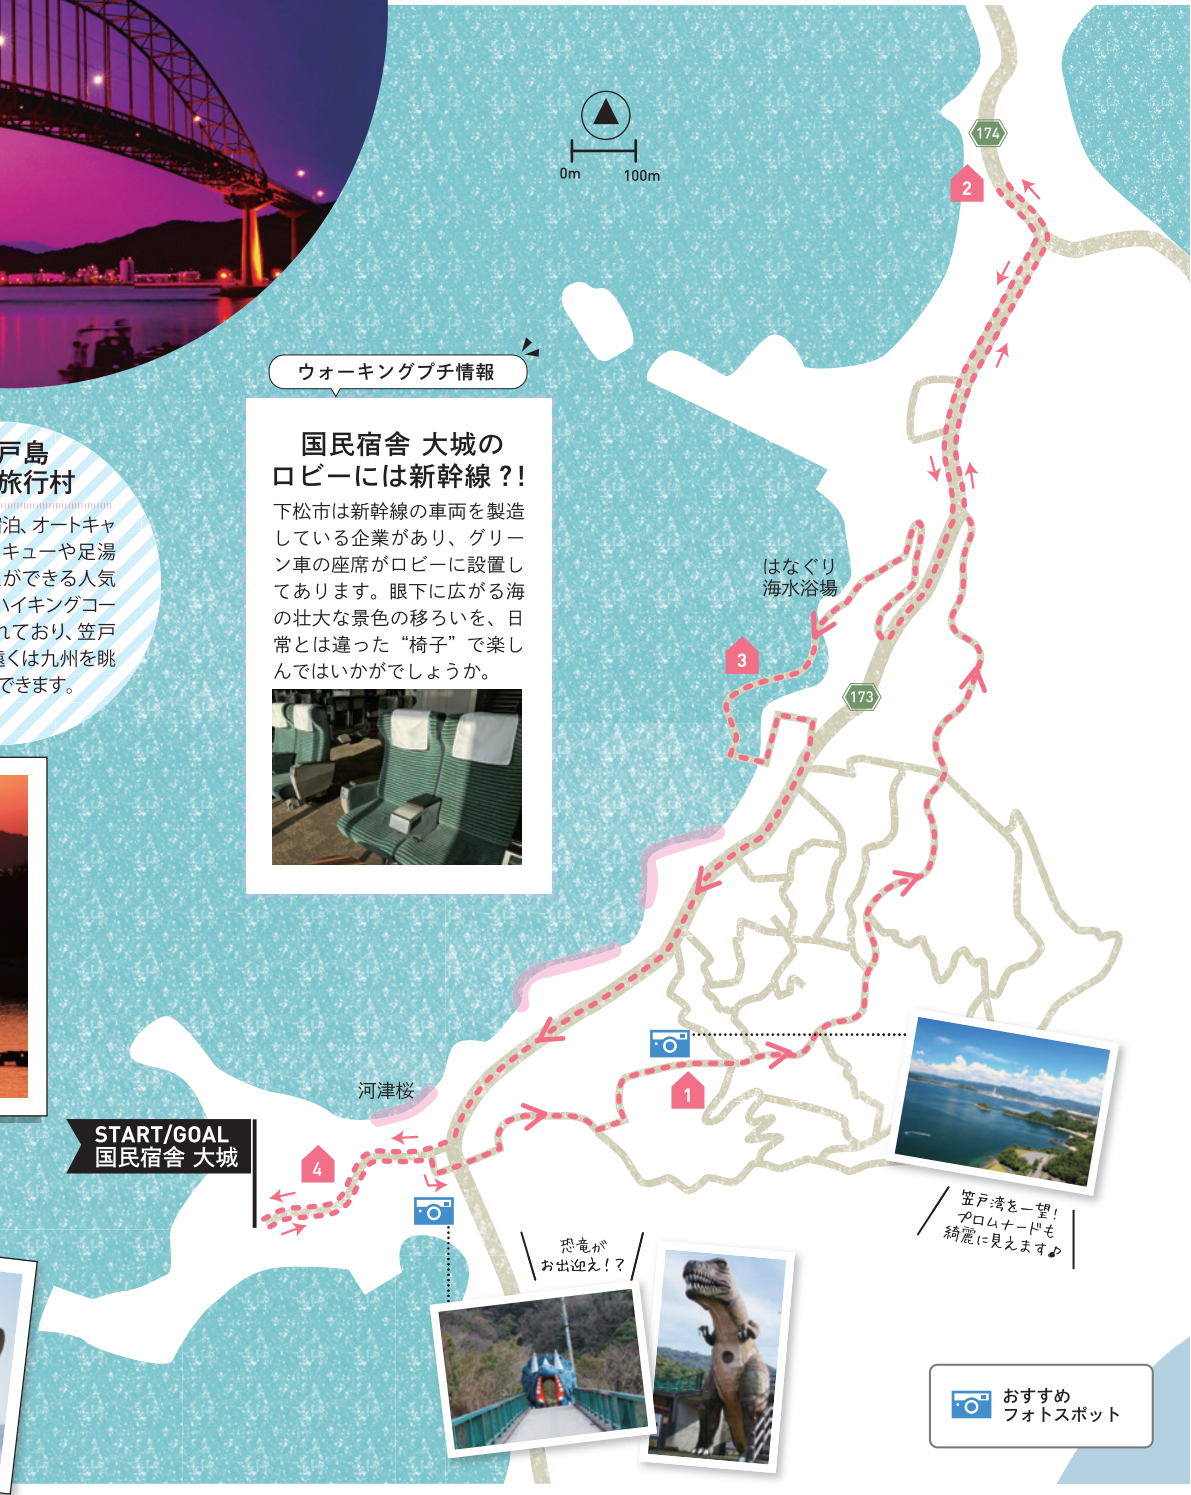 0m 100m
174
2
ウォーキングプチ情報
国民宿舎 大城の
ロビーには新幹線?!
下松市は新幹線の車両を製造
している企業があり、グリー
ン車の座席がロビーに設置し
てあります。眼下に広がる海
の壮大な景色の移ろいを、日
常とは違った“椅子”で楽し
んではいかがでしょうか。
戸島
旅行村
泊、オートキャ
キューや足湯
ができる人気
ハイキングコー
れており、笠戸
遠くは九州を眺
できます。
はなぐり
海水浴場
3
173
1
河津桜
START/GOAL
国民宿舎 大城
4
恐竜が
お出迎え!?
笠戸湾を一望!
プロムナードも
綺麗に見えます♪
おすすめ
フォトスポット